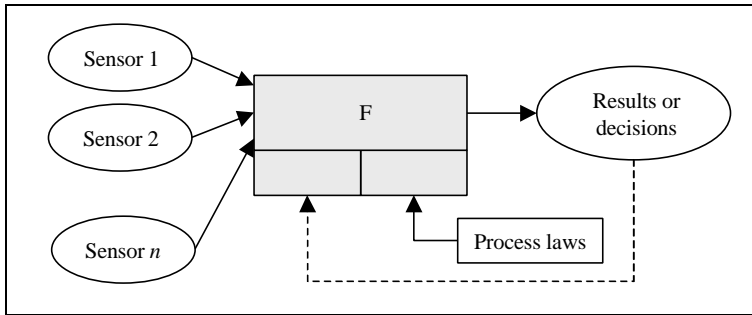 Sensor 1
Sensor 2
Sensor n
F
Process laws
Results or
decisions